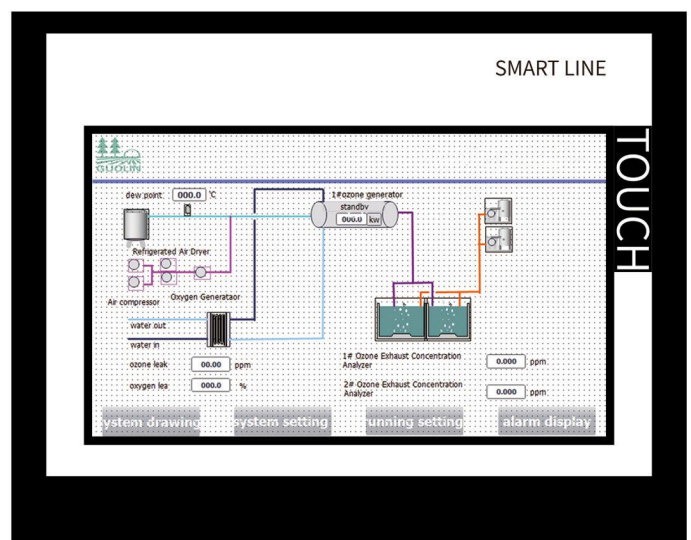 SMART LINE
TOUCH
GUOLIN
dew point 000.0 ℃
1#ozone generator
standby
000.0 kw
Refrigerated Air Dryer
Air compressor
Oxygen Generataor
water out
water in
ozone leak 00.00 ppm
oxygen lea 000.0 %
1# Ozone Exhaust Concentration
Analyzer
0.000 ppm
2# Ozone Exhaust Concentration
Analyzer
0.000 ppm
ystem drawing
system setting
unning setting
alarm display